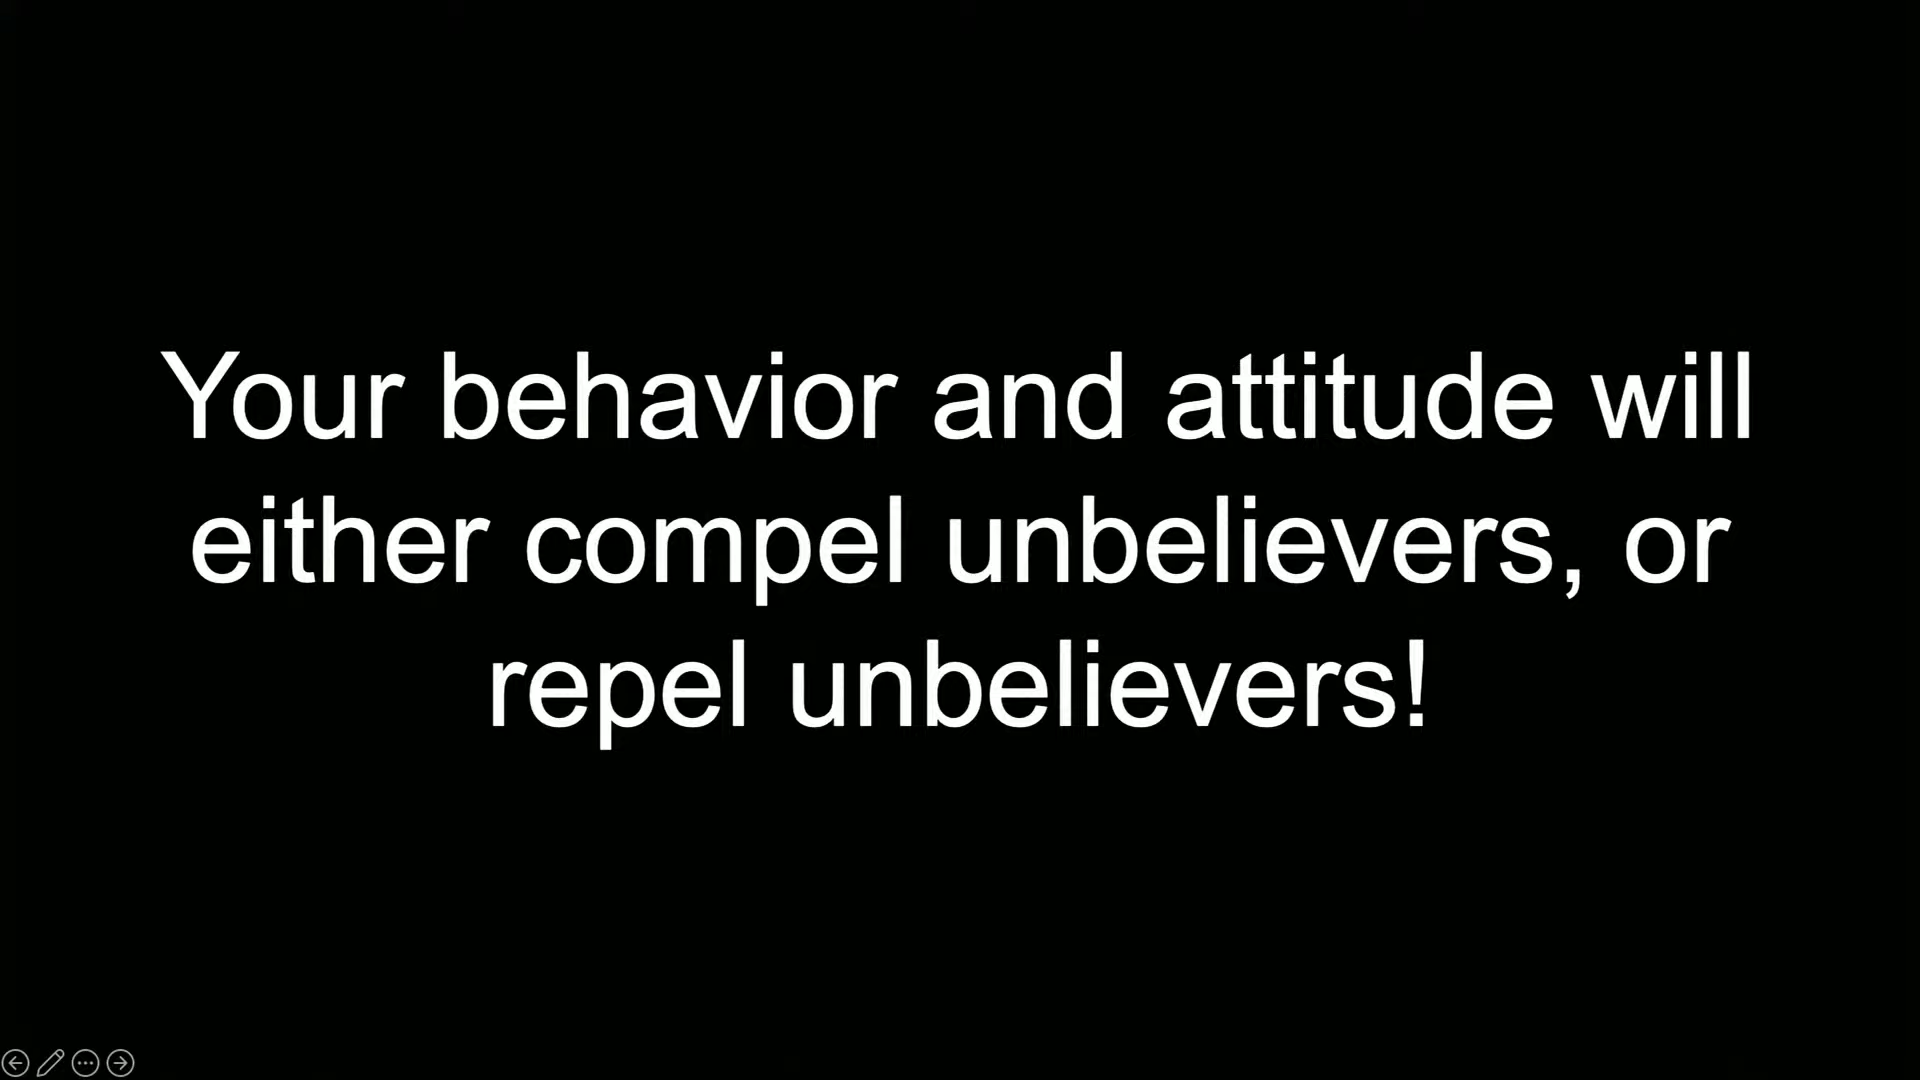 Your behavior and attitude will
either compel unbelievers, or
repel unbelievers!